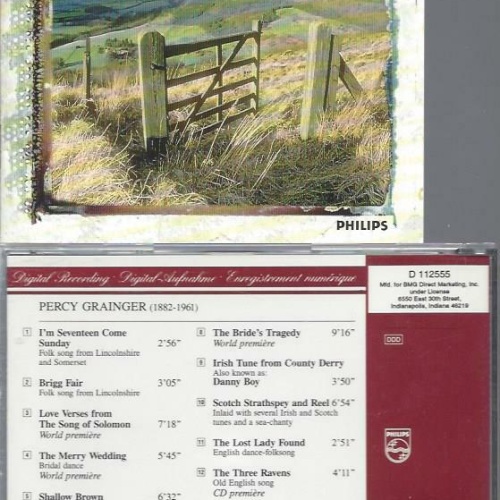 PHILIPS
Digital Recording · Digital-Aufnahme · Enregistrement numérique
D 112555
Mfd. for BMG Direct Marketing, Inc.
under License
6550 East 30th Street,
Indianapolis, Indiana 46219
DDD
PHILIPS
PERCY GRAINGER (1882-1961)
1 I'm Seventeen Come
Sunday 2'56"
Folk song from Lincolnshire
and Somerset
2 Brigg Fair 3'05"
Folk song from Lincolnshire
3 Love Verses from
The Song of Solomon 7'18"
World première
4 The Merry Wedding 5'45"
Bridal dance
World première
5 Shallow Brown 6'32"
8 The Bride's Tragedy 9'16"
World première
9 Irish Tune from County Derry
Also known as:
Danny Boy 3'50"
10 Scotch Strathspey and Reel 6'54"
Inlaid with several Irish and Scotch
tunes and a sea-chanty
11 The Lost Lady Found 2'51"
English dance-folksong
12 The Three Ravens 4'11"
Old English song
CD première